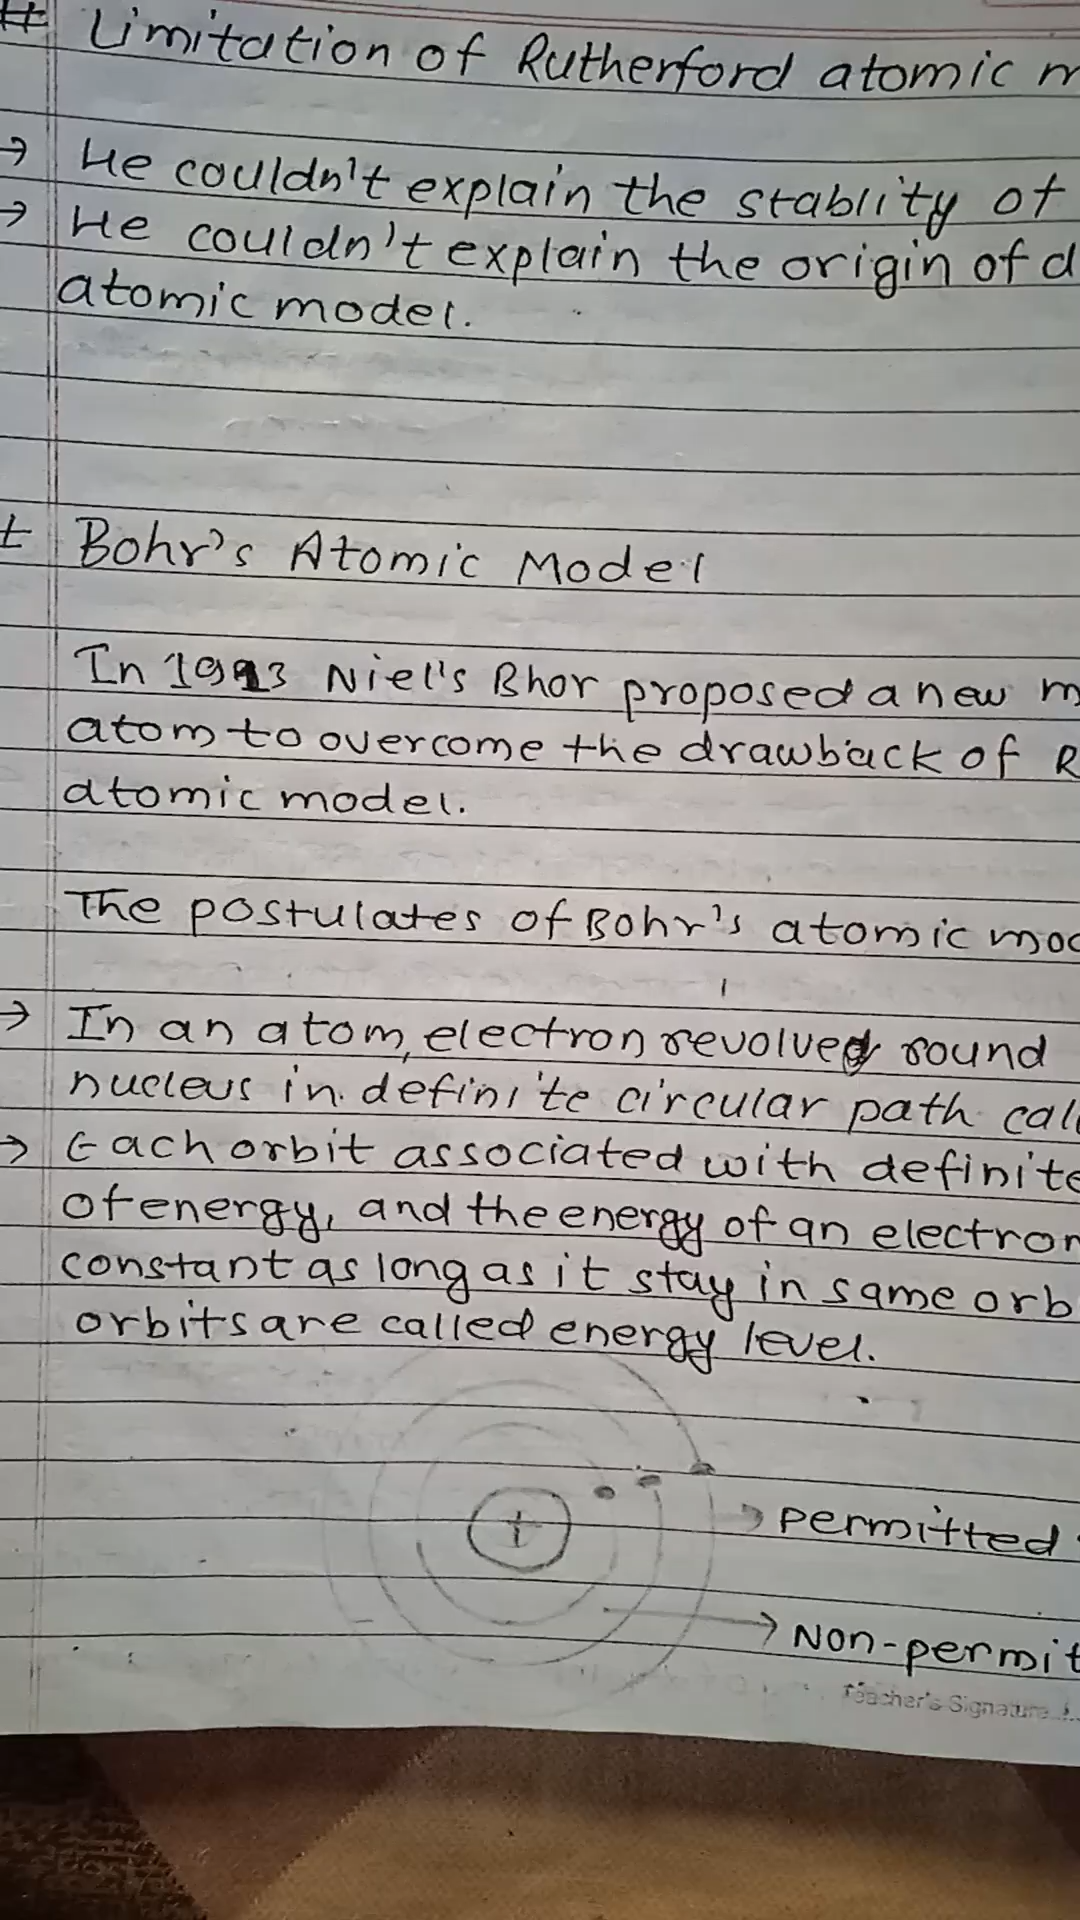 # Limitation of Rutherford atomic m
→ He couldn't explain the stablity of
→ He couldn't explain the origin of d
atomic model.
# Bohr's Atomic Model
In 1913 Niel's Bhor proposed a new m
atom to overcome the drawback of R
atomic model.
The postulates of Bohr's atomic mod
→ In an atom, electron revolved round
nucleus in definite circular path call
→ Each orbit associated with definite
of energy, and the energy of an electron
constant as long as it stay in same orb
orbits are called energy level.
+
→ permitted
→ Non-permit
Teacher's Signature